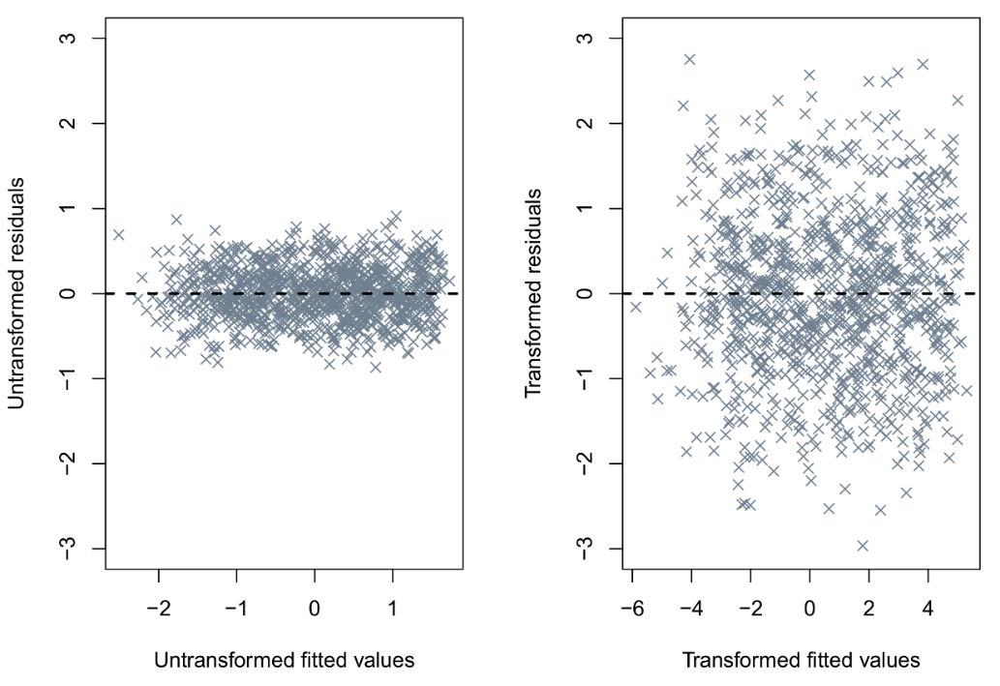 3
2
1
0
−1
−2
−3
Untransformed residuals
−2 −1 0 1
Untransformed fitted values
3
2
1
0
−1
−2
−3
Transformed residuals
−6 −4 −2 0 2 4
Transformed fitted values